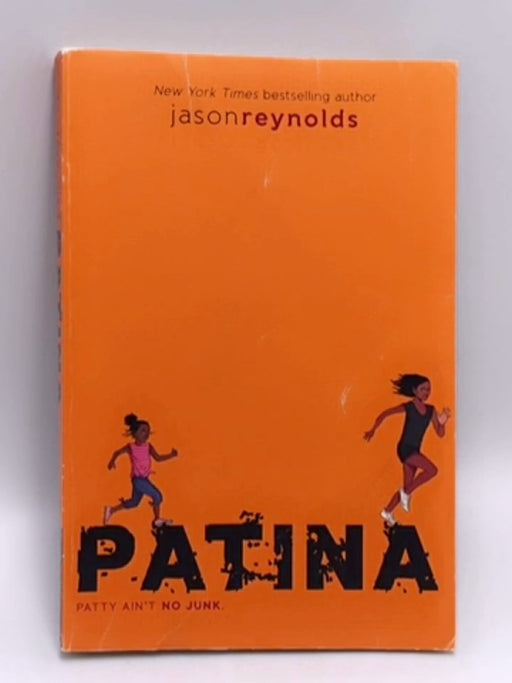 New York Times bestselling author
jasonreynolds
PATINA
PATTY AIN'T NO JUNK.